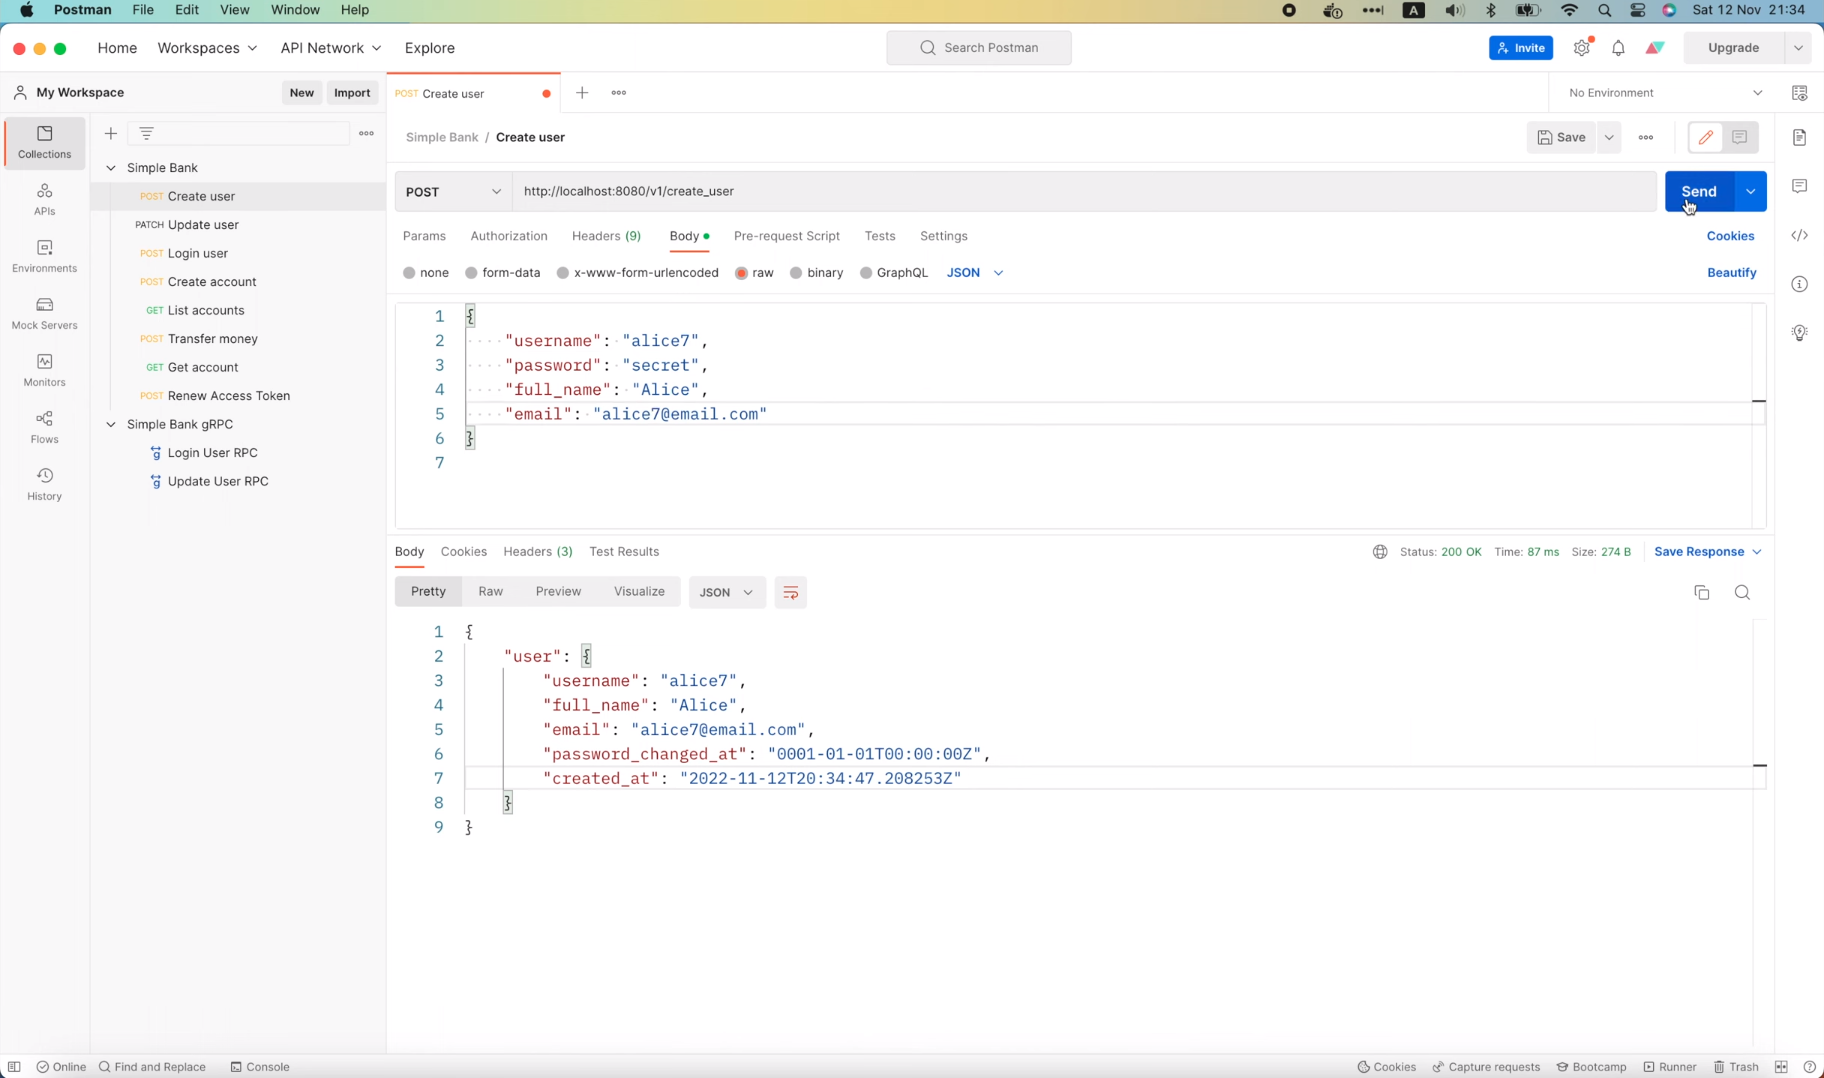 Postman File Edit View Window Help A Sat 12 Nov 21:34
Home Workspaces API Network Explore Search Postman Invite Upgrade
My Workspace New Import POST Create user No Environment
Collections
APIs
Environments
Mock Servers
Monitors
Flows
History
Simple Bank
POST Create user
PATCH Update user
POST Login user
POST Create account
GET List accounts
POST Transfer money
GET Get account
POST Renew Access Token
Simple Bank gRPC
Login User RPC
Update User RPC
Simple Bank / Create user Save
POST http://localhost:8080/v1/create_user Send
Params Authorization Headers (9) Body Pre-request Script Tests Settings Cookies
none form-data x-www-form-urlencoded raw binary GraphQL JSON Beautify
1 {
2 "username": "alice7",
3 "password": "secret",
4 "full_name": "Alice",
5 "email": "alice7@email.com"
6 }
7
Body Cookies Headers (3) Test Results Status: 200 OK Time: 87 ms Size: 274 B Save Response
Pretty Raw Preview Visualize JSON
1 {
2 "user": {
3 "username": "alice7",
4 "full_name": "Alice",
5 "email": "alice7@email.com",
6 "password_changed_at": "0001-01-01T00:00:00Z",
7 "created_at": "2022-11-12T20:34:47.208253Z"
8 }
9 }
Online Find and Replace Console Cookies Capture requests Bootcamp Runner Trash